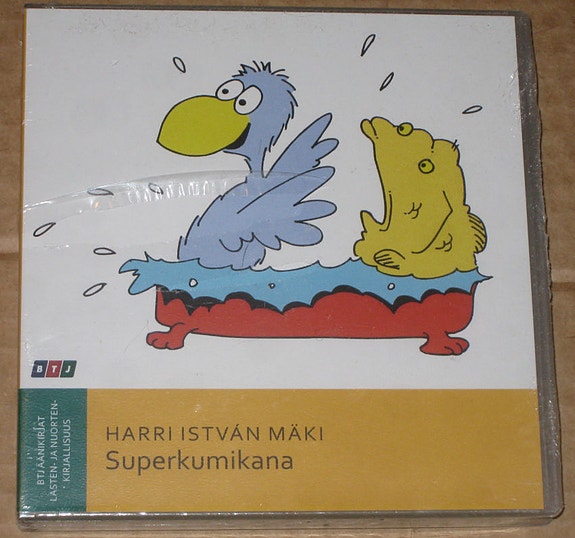 BTJ
BTJ ÄÄNIKIRJAT
LASTEN- JA NUORTEN-
KIRJALLISUUS
HARRI ISTVÁN MÄKI
Superkumikana